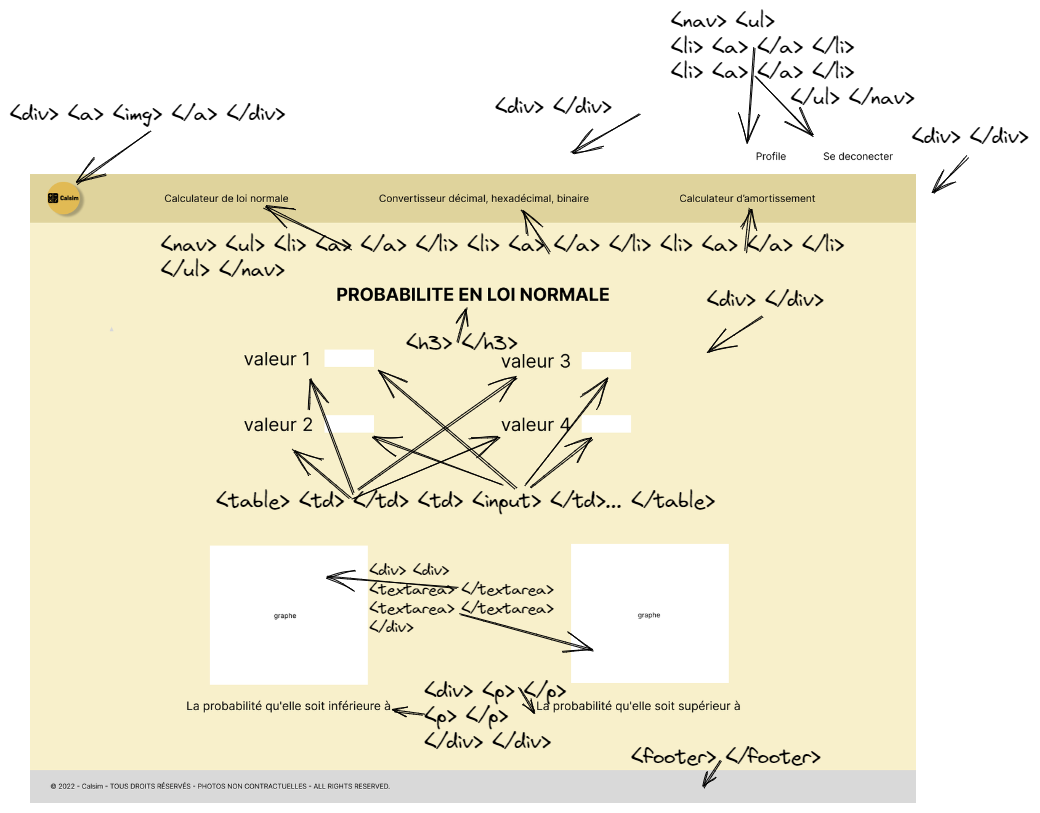 <nav> <ul>
<li> <a> </a> </li>
<li> <a> </a> </li>
</ul> </nav>
<div> <a> <img> </a> </div>
<div> </div>
<div> </div>
Profile
Se deconecter
Calsim
Calculateur de loi normale
Convertisseur décimal, hexadécimal, binaire
Calculateur d'amortissement
<nav> <ul> <li> <a> </a> </li> <li> <a> </a> </li> <li> <a> </a> </li>
</ul> </nav>
PROBABILITE EN LOI NORMALE
<div> </div>
<h3> </h3>
valeur 1
valeur 3
valeur 2
valeur 4
<table> <td> </td> <td> <input> </td>... </table>
<div> <div>
<textarea> </textarea>
<textarea> </textarea>
</div>
graphe
graphe
<div> <p> </p>
<p> </p>
</div> </div>
La probabilité qu'elle soit inférieure à
La probabilité qu'elle soit supérieur à
<footer> </footer>
© 2022 - Calsim - TOUS DROITS RÉSERVÉS - PHOTOS NON CONTRACTUELLES - ALL RIGHTS RESERVED.